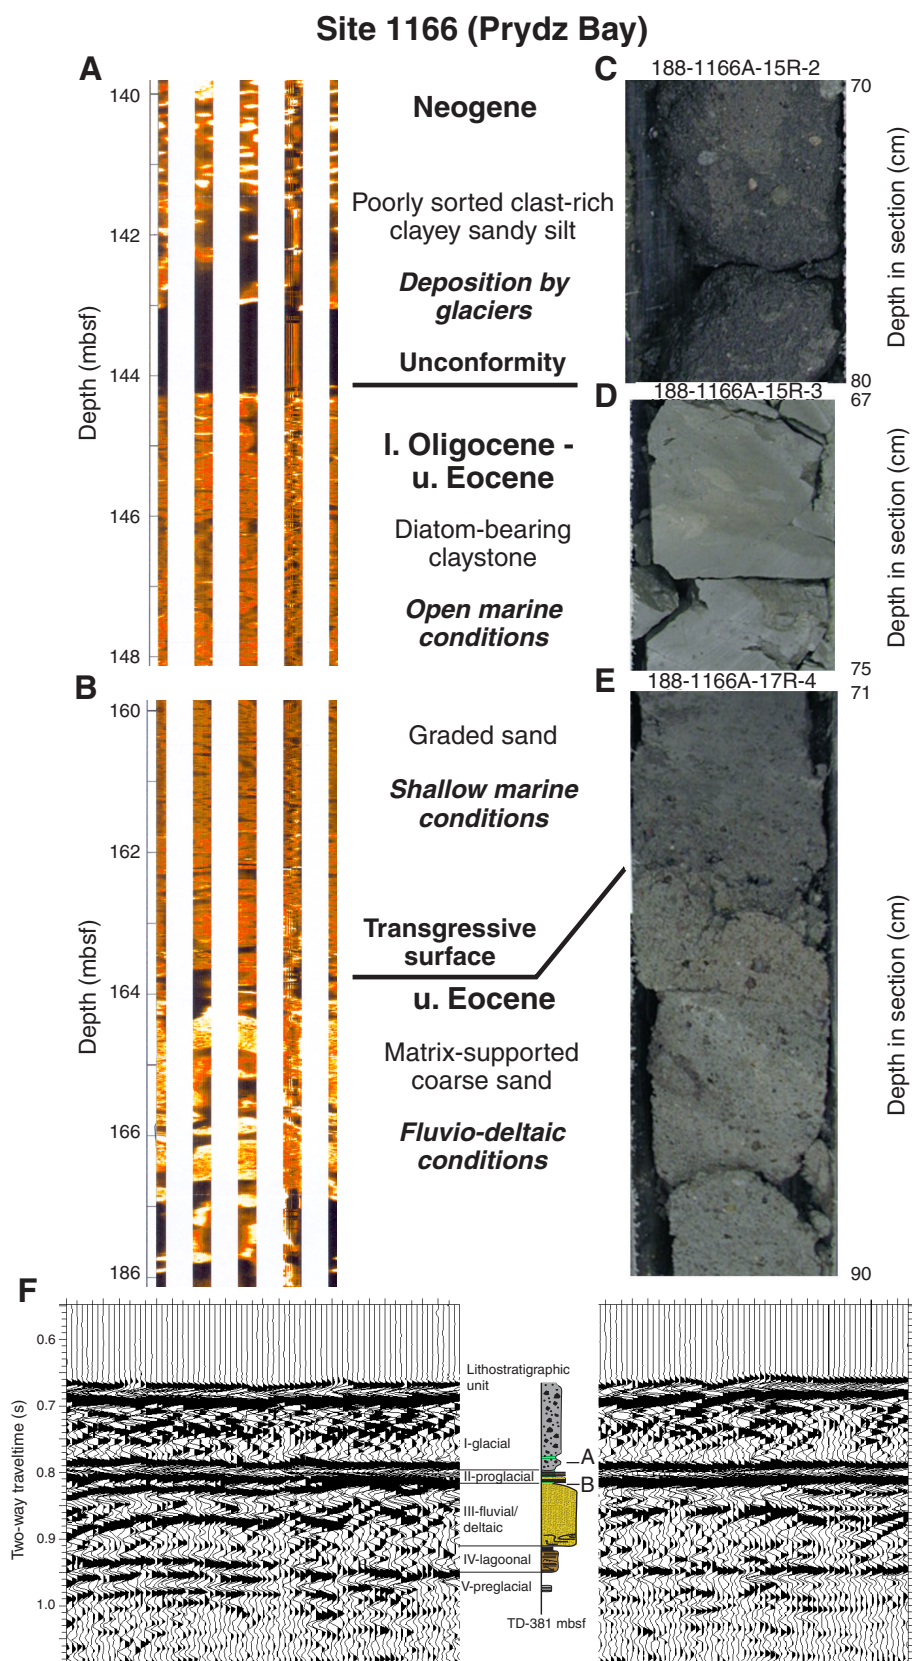 Site 1166 (Prydz Bay)
A
140
142
144
146
148
Depth (mbsf)
Neogene
Poorly sorted clast-rich
clayey sandy silt
Deposition by
glaciers
Unconformity
l. Oligocene -
u. Eocene
Diatom-bearing
claystone
Open marine
conditions
C
188-1166A-15R-2
70
80
Depth in section (cm)
D
188-1166A-15R-3
67
75
Depth in section (cm)
B
160
162
164
166
186
Depth (mbsf)
Graded sand
Shallow marine
conditions
Transgressive
surface
u. Eocene
Matrix-supported
coarse sand
Fluvio-deltaic
conditions
E
188-1166A-17R-4
71
90
Depth in section (cm)
F
0.6
0.7
0.8
0.9
1.0
Two-way traveltime (s)
Lithostratigraphic
unit
I-glacial
A
II-proglacial
B
III-fluvial/
deltaic
IV-lagoonal
V-preglacial
TD-381 mbsf